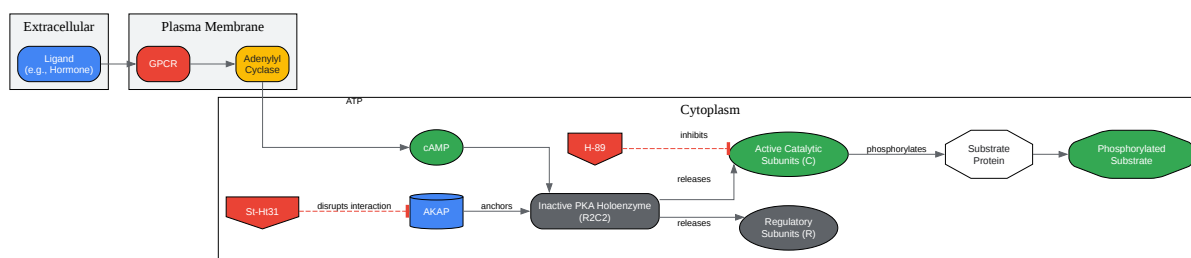 Extracellular
Plasma Membrane
Ligand
(e.g., Hormone)
GPCR
Adenylyl
Cyclase
ATP
Cytoplasm
cAMP
H-89
inhibits
Active Catalytic
Subunits (C)
phosphorylates
Substrate
Protein
Phosphorylated
Substrate
releases
St-Ht31
disrupts interaction
AKAP
anchors
Inactive PKA Holoenzyme
(R2C2)
releases
Regulatory
Subunits (R)